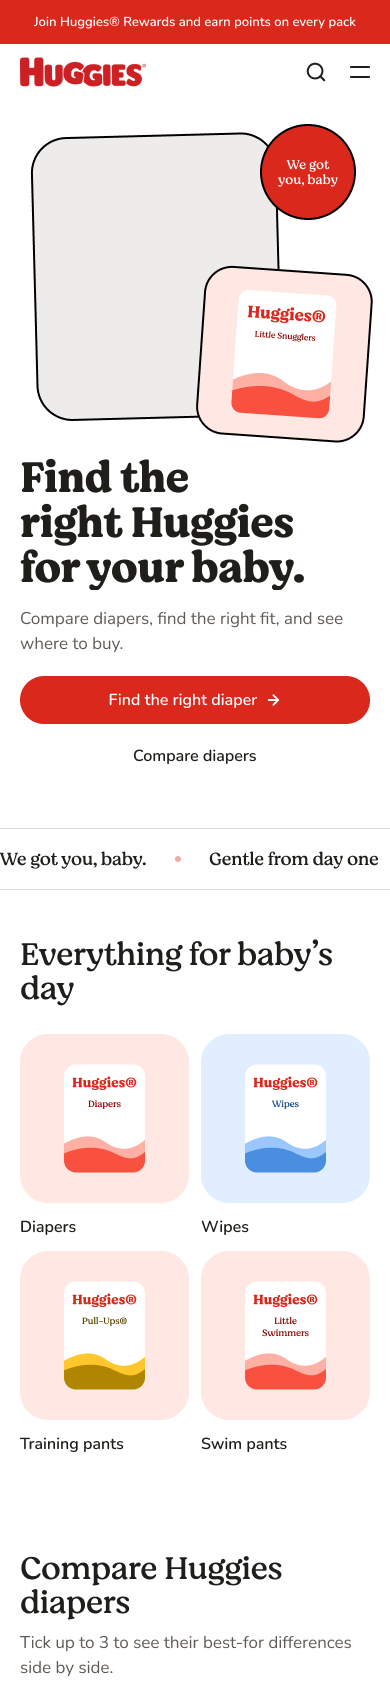 Join Huggies® Rewards and earn points on every pack
HUGGIES®
We got
you, baby
Huggies®
Little Snugglers
Find the
right Huggies
for your baby.
Compare diapers, find the right fit, and see
where to buy.
Find the right diaper →
Compare diapers
We got you, baby. • Gentle from day one
Everything for baby’s
day
Huggies®
Diapers
Diapers
Huggies®
Wipes
Wipes
Huggies®
Pull-Ups®
Training pants
Huggies®
Little
Swimmers
Swim pants
Compare Huggies
diapers
Tick up to 3 to see their best-for differences
side by side.